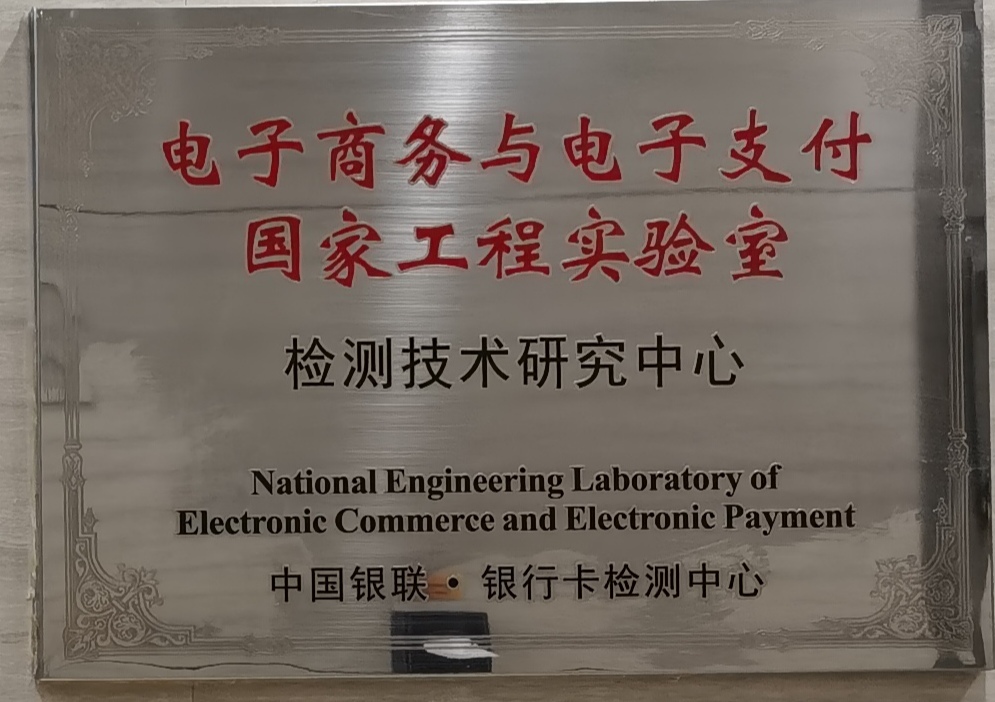 电子商务与电子支付
国家工程实验室
检测技术研究中心
National Engineering Laboratory of
Electronic Commerce and Electronic Payment
中国银联·银行卡检测中心